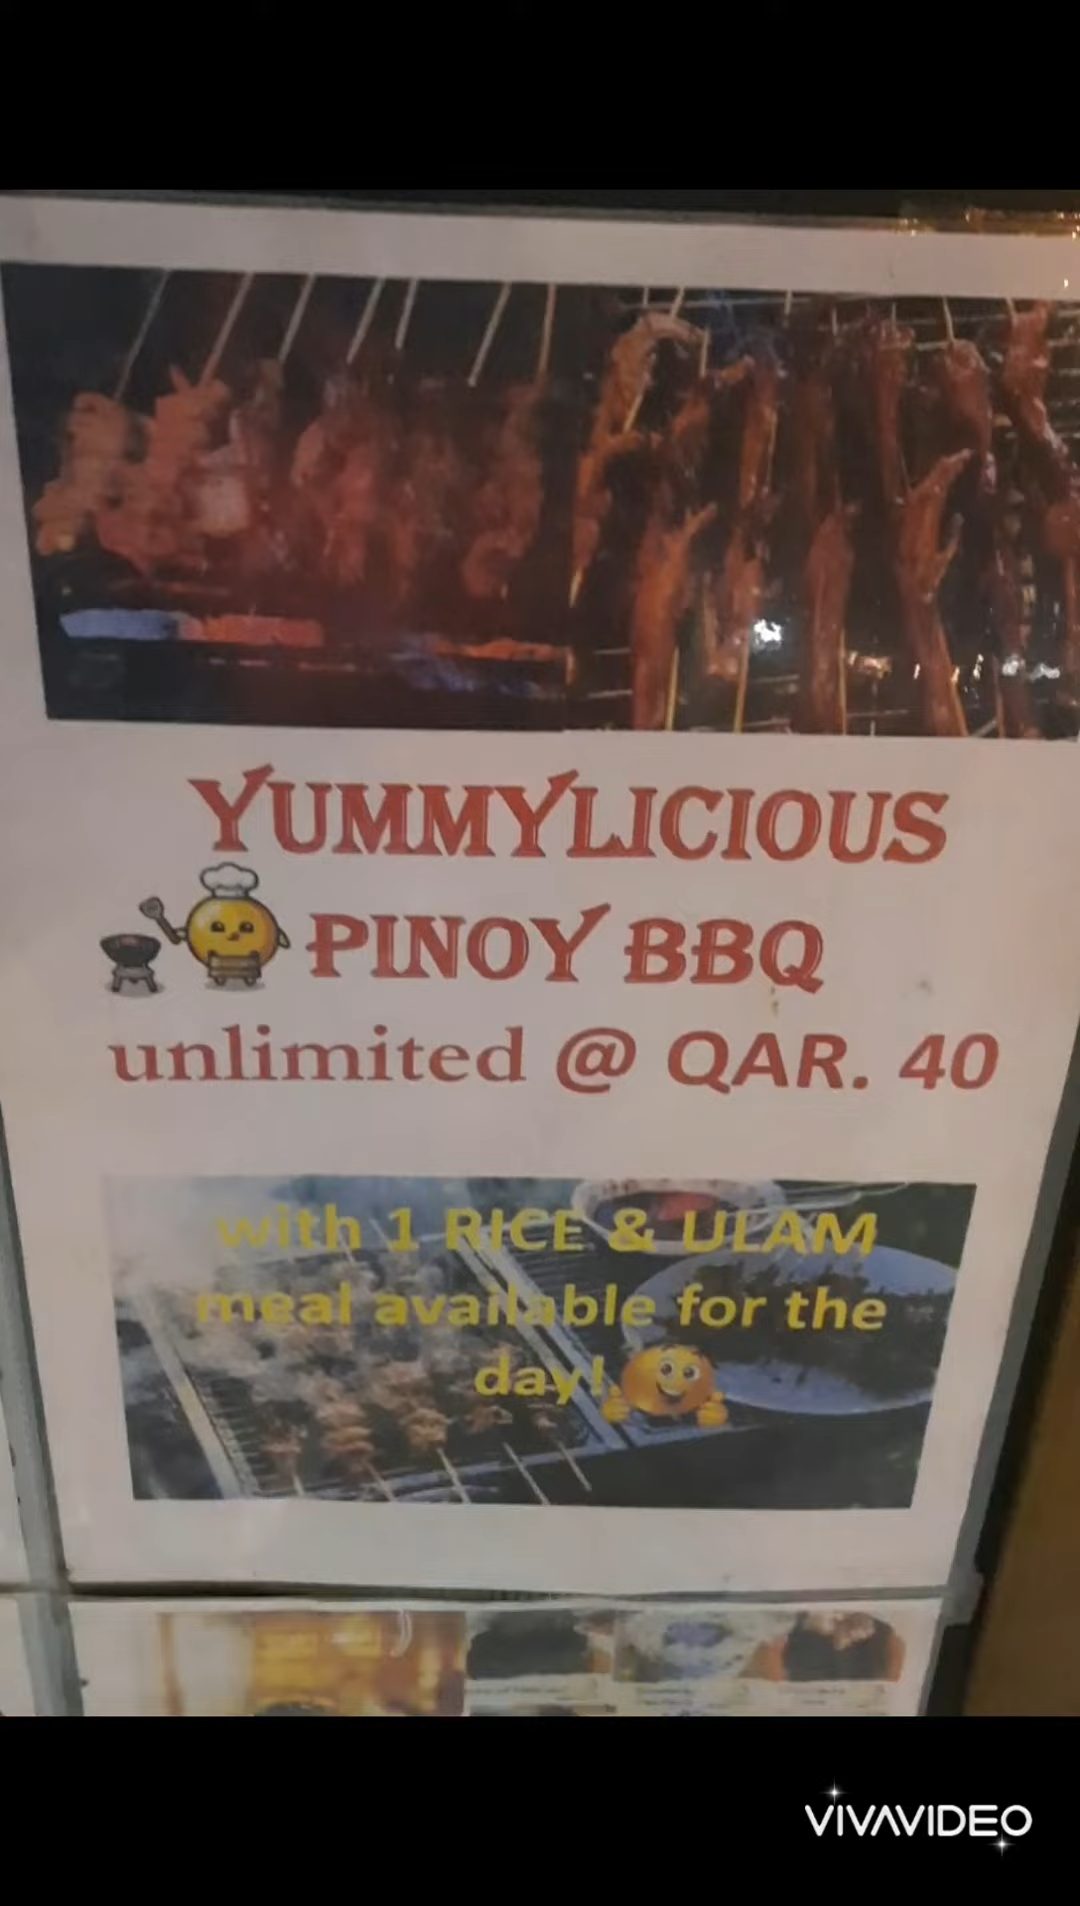 YUMMYLICIOUS
PINOY BBQ
unlimited @ QAR. 40
with 1 RICE & ULAM
meal available for the
day!
VIVAVIDEO